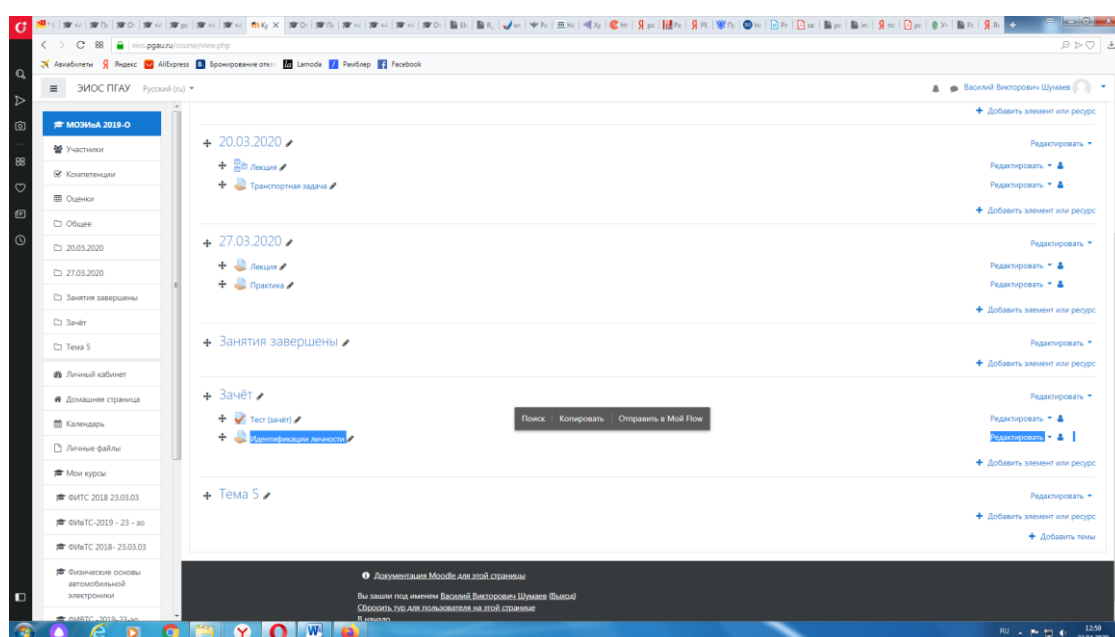 eios.pgau.ru/course/view.php
Авиабилеты Яндекс AliExpress Бронирование отел Lamoda Рамблер Facebook
ЭИОС ПГАУ Русский (ru)
Василий Викторович Шумаев
МОЭИвА 2019-О
Участники
Компетенции
Оценки
Общее
20.03.2020
27.03.2020
Занятия завершены
Зачёт
Тема 5
Личный кабинет
Домашняя страница
Календарь
Личные файлы
Мои курсы
ФИТС 2018 23.03.03
ФИвТС-2019 - 23 - зо
ФИвТС 2018- 23.03.03
Физические основы
автомобильной
электроники
Добавить элемент или ресурс
20.03.2020 Редактировать
Лекция Редактировать
Транспортная задача Редактировать
Добавить элемент или ресурс
27.03.2020 Редактировать
Лекция Редактировать
Практика Редактировать
Добавить элемент или ресурс
Занятия завершены Редактировать
Добавить элемент или ресурс
Зачёт Редактировать
Поиск Копировать Отправить в Мой Flow
Тест (зачёт) Редактировать
Идентификации личности Редактировать
Добавить элемент или ресурс
Тема 5 Редактировать
Добавить элемент или ресурс
Добавить темы
Документация Moodle для этой страницы
Вы зашли под именем Василий Викторович Шумаев (Выход)
Сбросить тур для пользователя на этой странице
В начало
RU 12:59